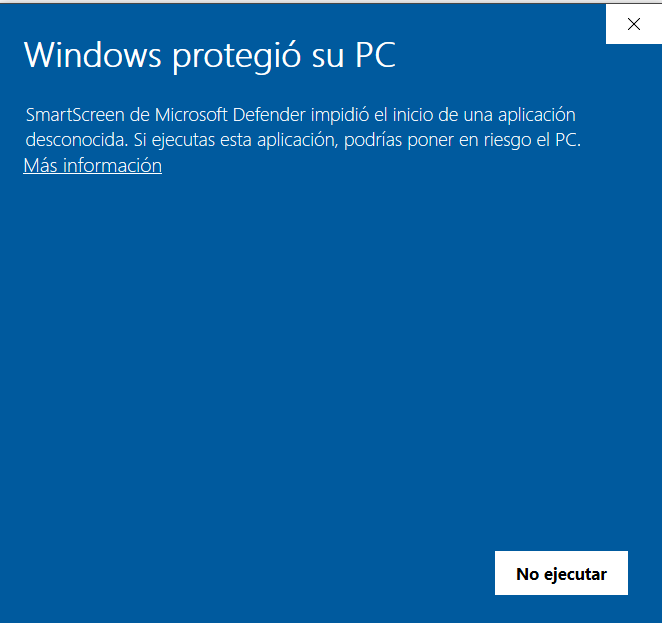 Windows protegió su PC
SmartScreen de Microsoft Defender impidió el inicio de una aplicación
desconocida. Si ejecutas esta aplicación, podrías poner en riesgo el PC.
Más información
No ejecutar